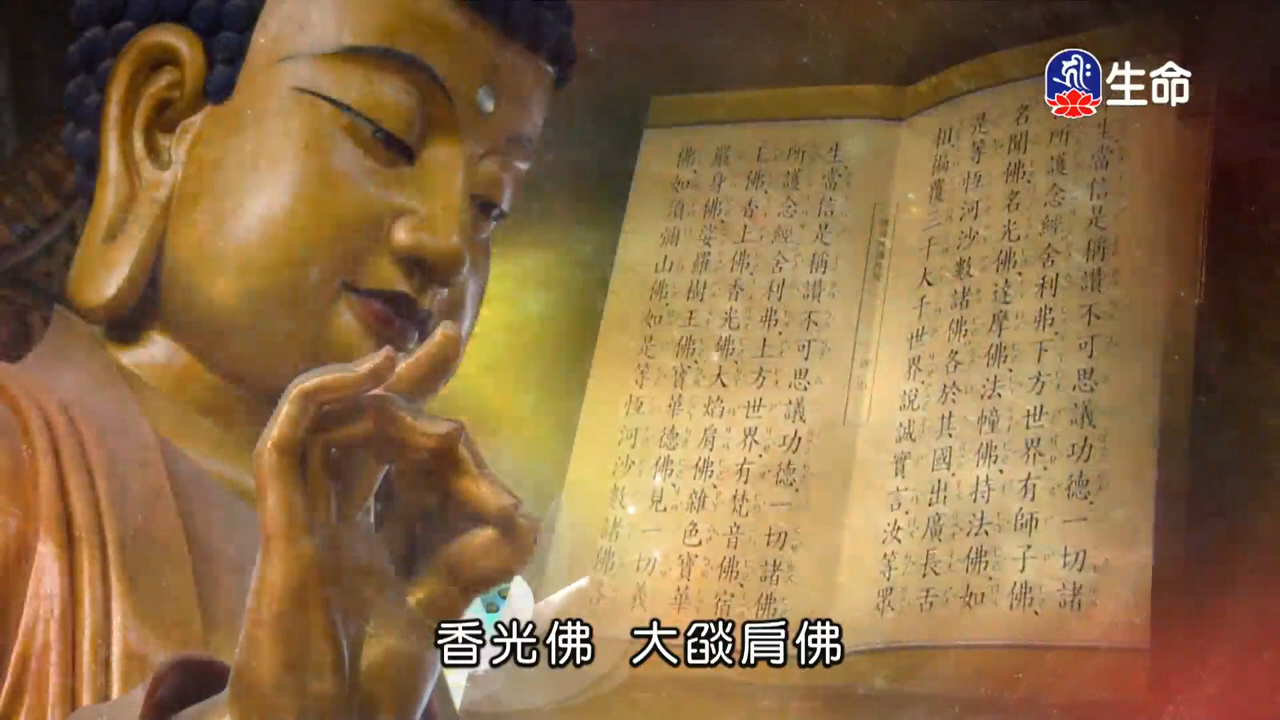 生命
生、當信是稱讚不可思議功德、一切諸
所護念經舍利弗、下方世界、有師子佛、
名聞佛、名光佛、達摩佛、法幢佛、持法佛、如
是等恆河沙數諸佛、各於其國、出廣長舌
相、徧覆三千大千世界、說誠實言、汝等眾
生、當信是稱讚不可思議功德、一切諸佛
所護念經舍利弗、上方世界、有梵音佛、宿
王佛、香上佛、香光佛、大焰肩佛、雜色寶華
嚴身佛、娑羅樹王佛、寶華德佛、見一切義
佛、如須彌山佛、如是等恆河沙數諸佛、各
香光佛 大燄肩佛